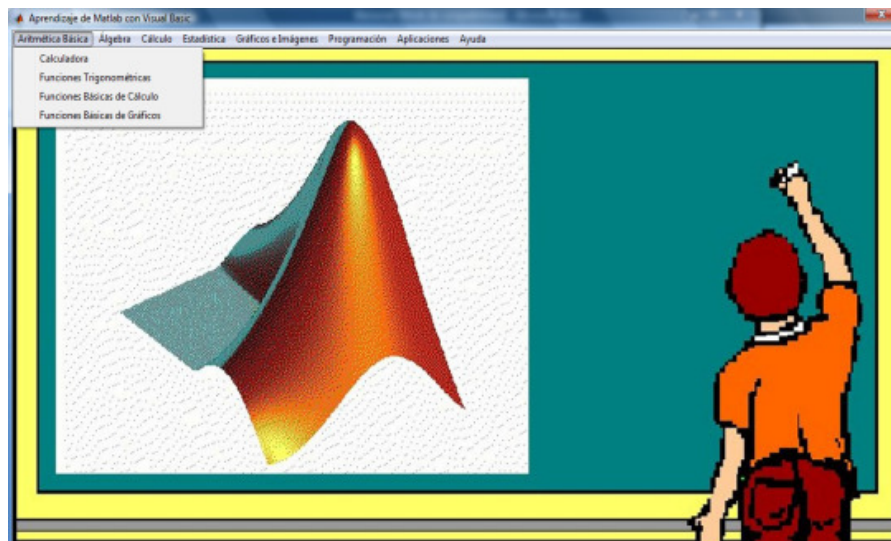 Aprendizaje de Matlab con Visual Basic
Aritmética Básica Álgebra Cálculo Estadística Gráficos e Imágenes Programación Aplicaciones Ayuda
Calculadora
Funciones Trigonométricas
Funciones Básicas de Cálculo
Funciones Básicas de Gráficos